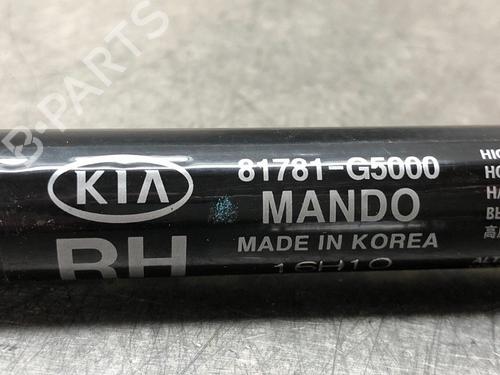 B-PARTS
KIA
RH
81781-G5000
MANDO
MADE IN KOREA
16H10